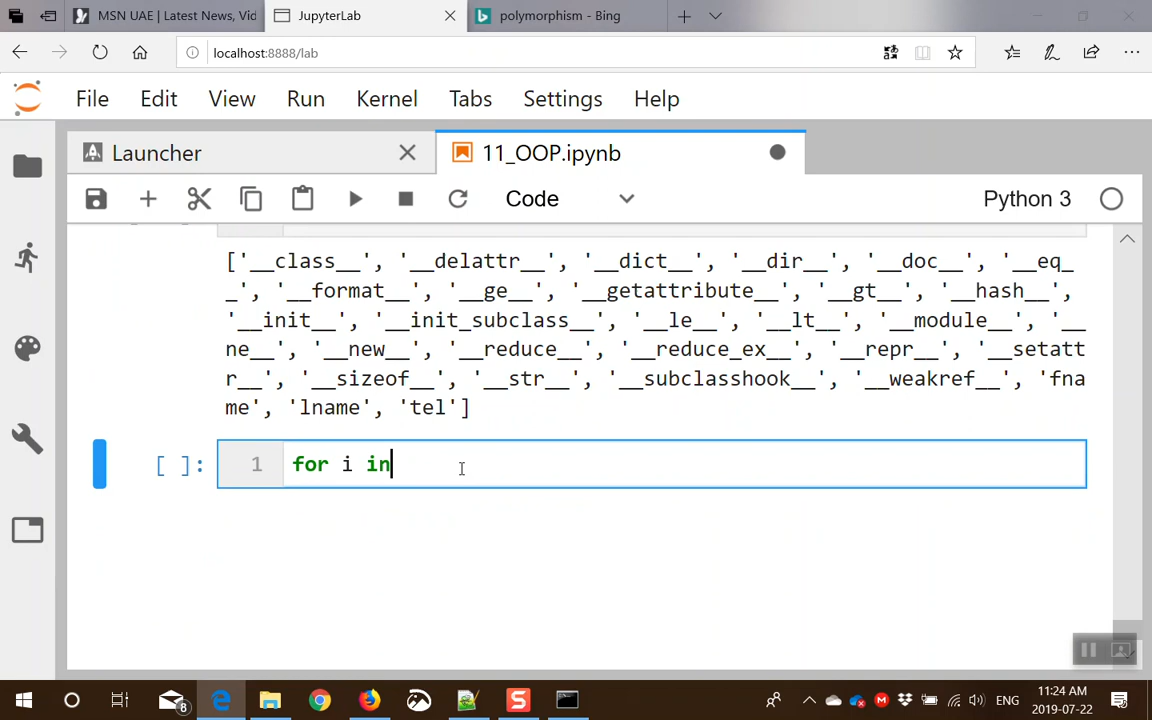 MSN UAE | Latest News, Vid
JupyterLab
polymorphism - Bing
localhost:8888/lab
File Edit View Run Kernel Tabs Settings Help
Launcher
11_OOP.ipynb
Code
Python 3
['__class__', '__delattr__', '__dict__', '__dir__', '__doc__', '__eq_
_', '__format__', '__ge__', '__getattribute__', '__gt__', '__hash__',
'__init__', '__init_subclass__', '__le__', '__lt__', '__module__', '__
ne__', '__new__', '__reduce__', '__reduce_ex__', '__repr__', '__setatt
r__', '__sizeof__', '__str__', '__subclasshook__', '__weakref__', 'fna
me', 'lname', 'tel']
[ ]:
1
for i in
8
ENG
11:24 AM
2019-07-22